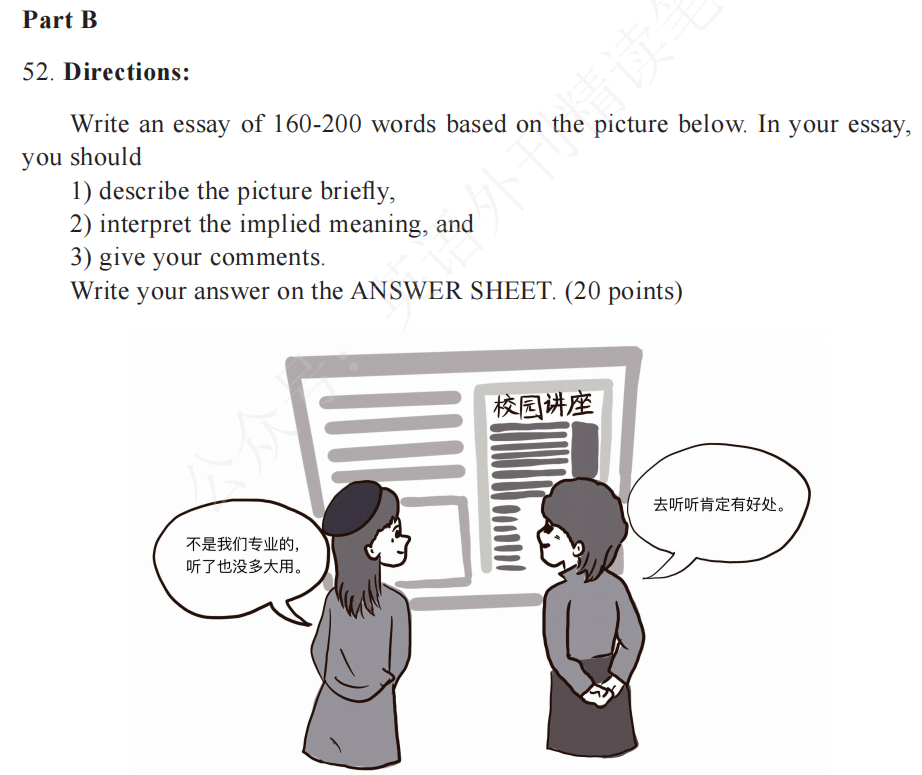 Part B
52. Directions:
Write an essay of 160-200 words based on the picture below. In your essay,
you should
1) describe the picture briefly,
2) interpret the implied meaning, and
3) give your comments.
Write your answer on the ANSWER SHEET. (20 points)
公众号：英语外刊精读笔
校园讲座
不是我们专业的，
听了也没多大用。
去听听肯定有好处。